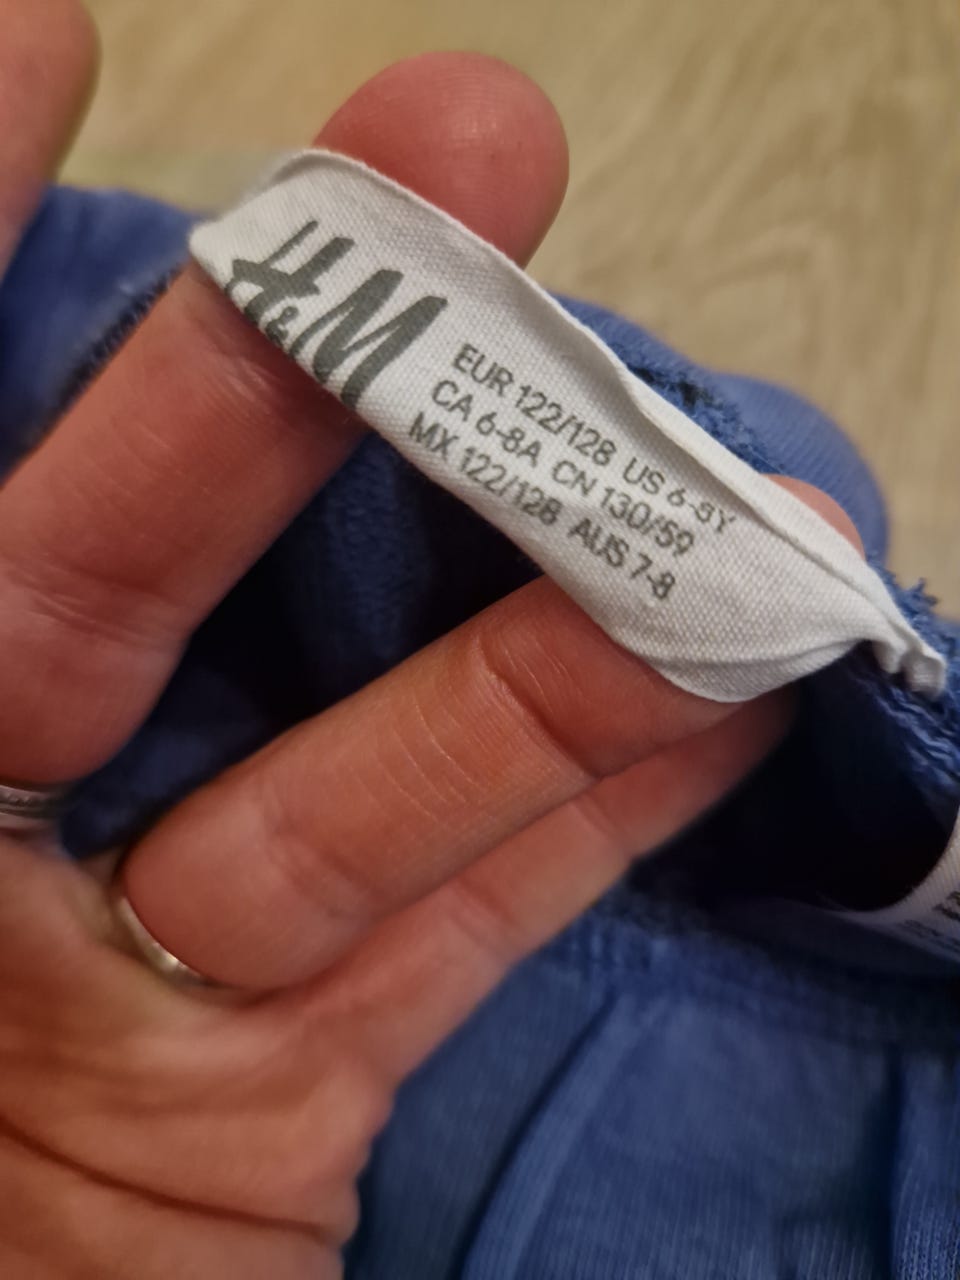 H&M
EUR 122/128 US 6-8Y
CA 6-8A CN 130/59
MX 122/128 AUS 7-8